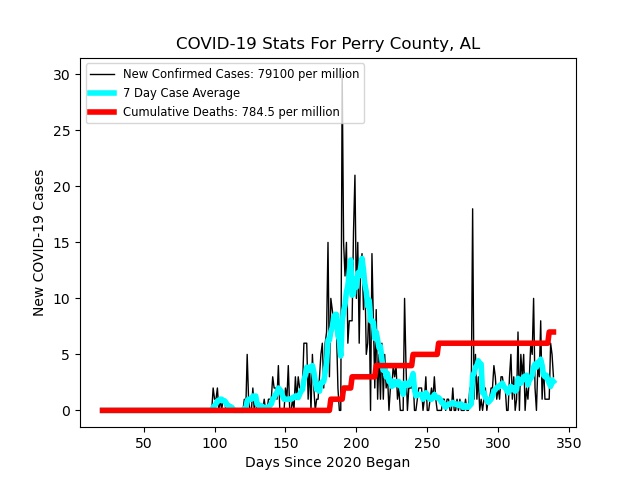 COVID-19 Stats For Perry County, AL
New Confirmed Cases: 79100 per million
7 Day Case Average
Cumulative Deaths: 784.5 per million
New COVID-19 Cases
30
25
20
15
10
5
0
50 100 150 200 250 300 350
Days Since 2020 Began